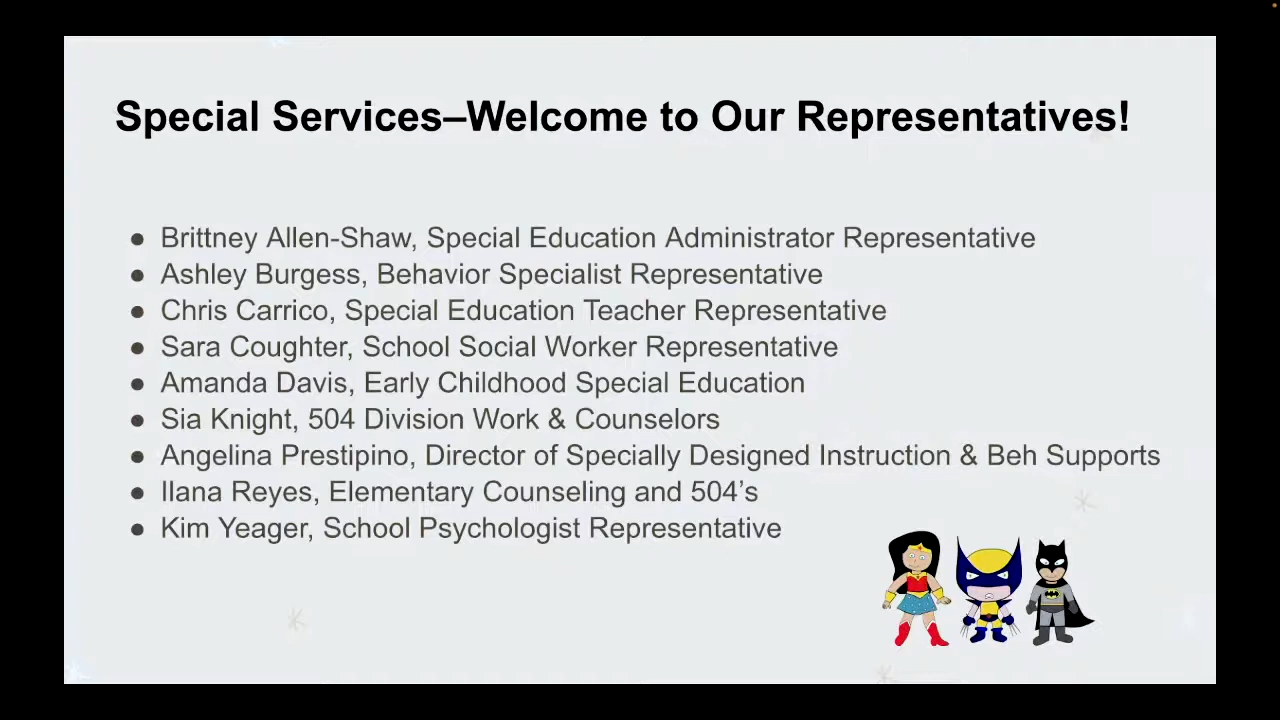 Special Services–Welcome to Our Representatives!
● Brittney Allen-Shaw, Special Education Administrator Representative
● Ashley Burgess, Behavior Specialist Representative
● Chris Carrico, Special Education Teacher Representative
● Sara Coughter, School Social Worker Representative
● Amanda Davis, Early Childhood Special Education
● Sia Knight, 504 Division Work & Counselors
● Angelina Prestipino, Director of Specially Designed Instruction & Beh Supports
● Ilana Reyes, Elementary Counseling and 504’s
● Kim Yeager, School Psychologist Representative